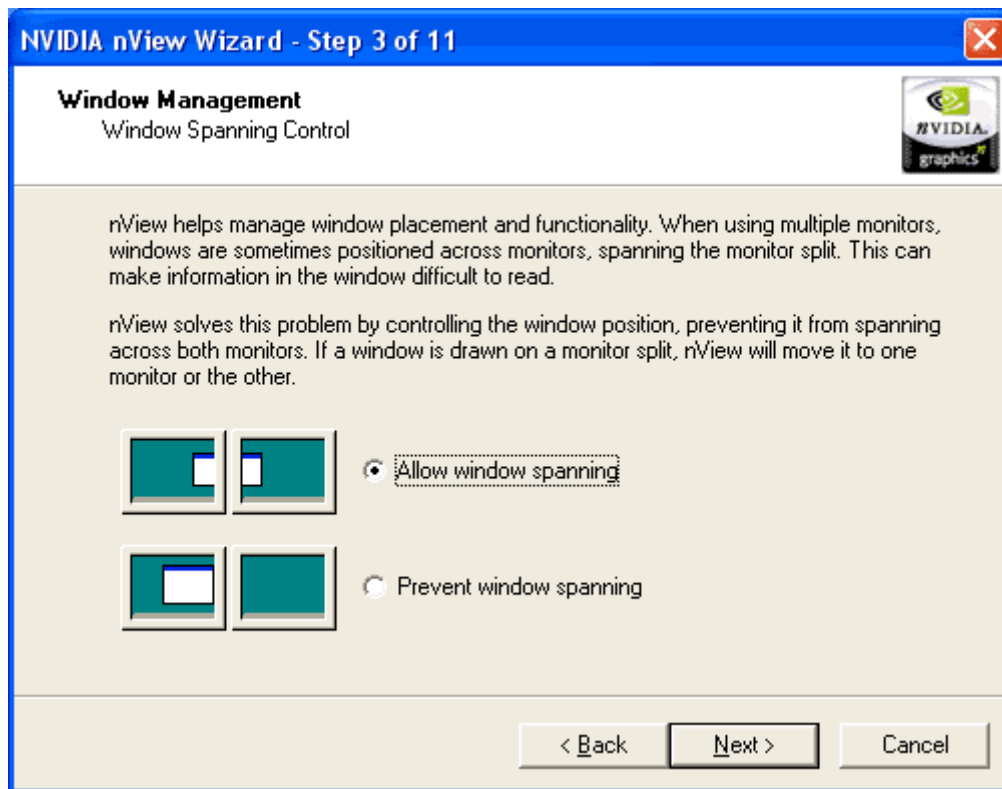 NVIDIA nView Wizard - Step 3 of 11
Window Management
Window Spanning Control
nVIDIA.
graphics
nView helps manage window placement and functionality. When using multiple monitors,
windows are sometimes positioned across monitors, spanning the monitor split. This can
make information in the window difficult to read.
nView solves this problem by controlling the window position, preventing it from spanning
across both monitors. If a window is drawn on a monitor split, nView will move it to one
monitor or the other.
Allow window spanning
Prevent window spanning
< Back Next > Cancel